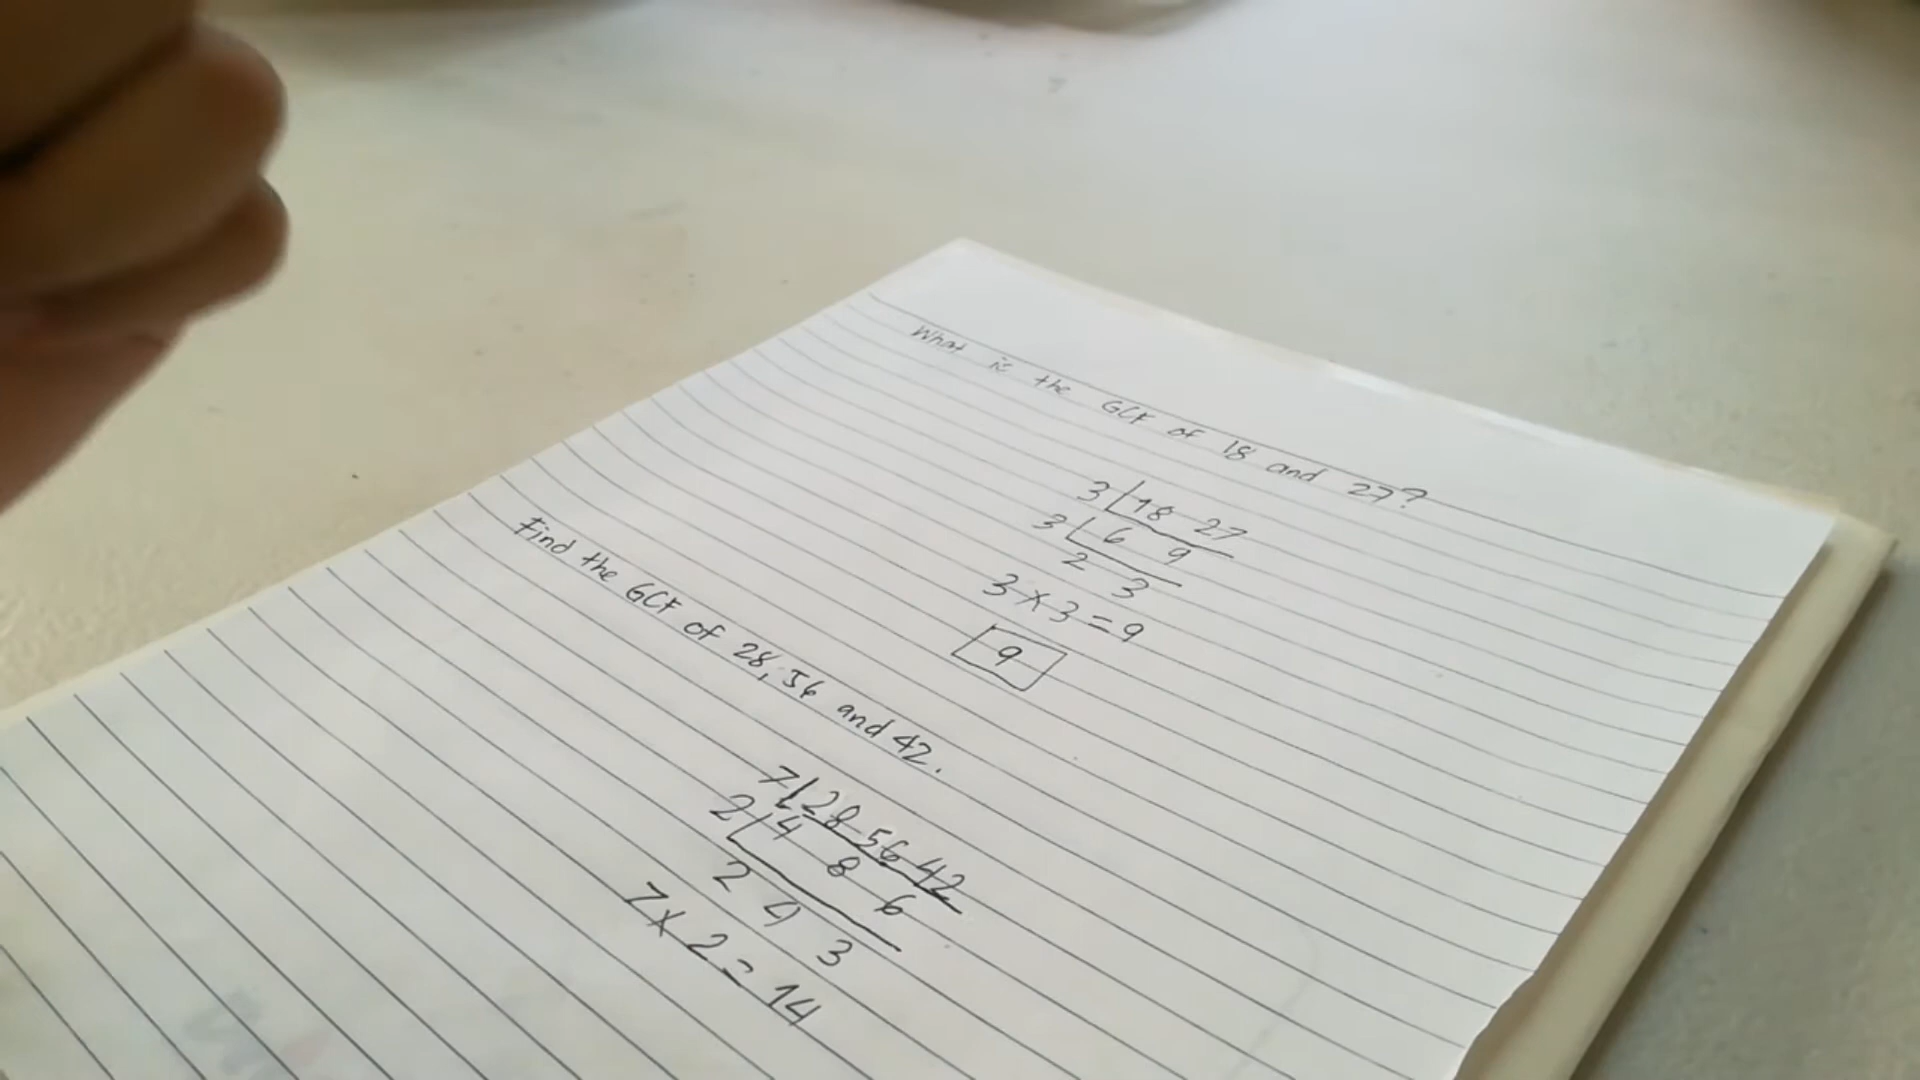 What is the GCF of 18 and 27?
3 18 27
3 6 9
2 3
3 x 3 = 9
9
Find the GCF of 28, 56 and 42.
7 28 56 42
2 4 8 6
2 4 3
7 x 2 = 14